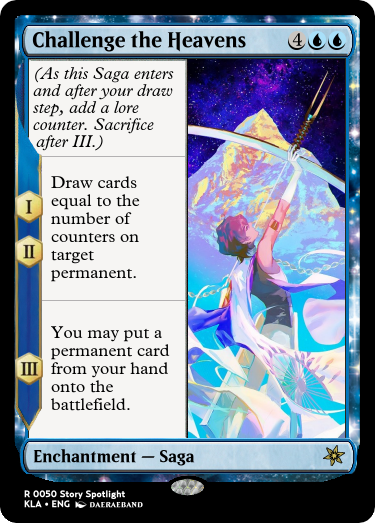 Challenge the Heavens 4
(As this Saga enters
and after your draw
step, add a lore
counter. Sacrifice
after III.)
I
II
Draw cards
equal to the
number of
counters on
target
permanent.
III
You may put a
permanent card
from your hand
onto the
battlefield.
Enchantment — Saga
R 0050 Story Spotlight
KLA • ENG DAERAEBAND